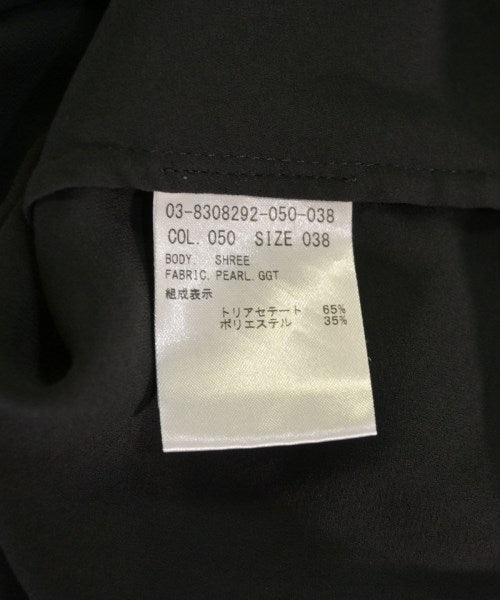 03-8308292-050-038
COL. 050 SIZE 038
BODY. SHREE
FABRIC. PEARL. GGT
組成表示
トリアセテート 65%
ポリエステル 35%